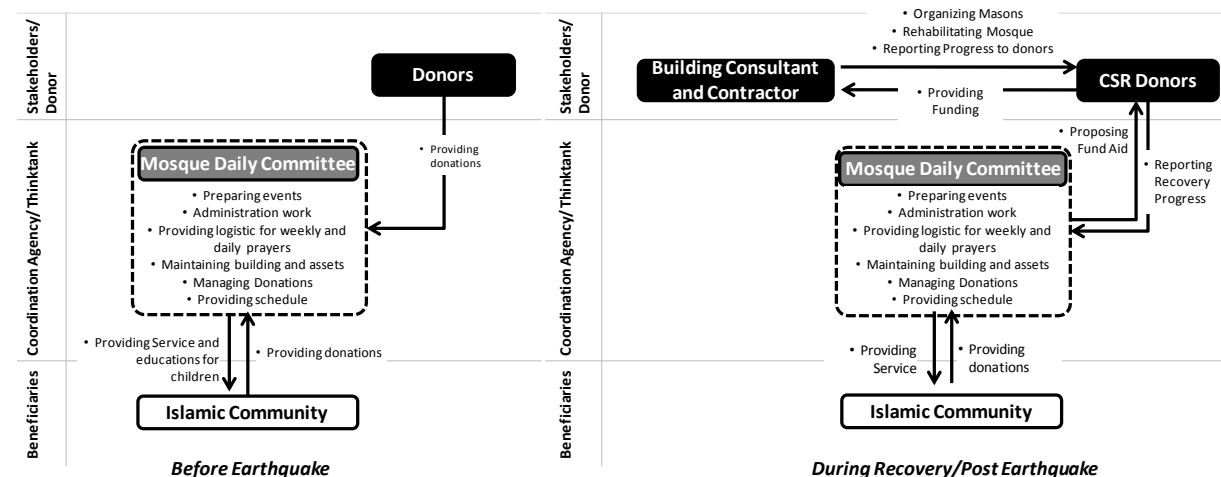 Stakeholders/
Donor
Coordination Agency/ Thinktank
Beneficiaries
Donors
• Providing
donations
Mosque Daily Committee
• Preparing events
• Administration work
• Providing logistic for weekly and
daily prayers
• Maintaining building and assets
• Managing Donations
• Providing schedule
• Providing Service and
educations for
children
• Providing donations
Islamic Community
Before Earthquake
Stakeholders/
Donor
Coordination Agency/ Thinktank
Beneficiaries
• Organizing Masons
• Rehabilitating Mosque
• Reporting Progress to donors
Building Consultant
and Contractor
• Providing
Funding
CSR Donors
• Proposing
Fund Aid
• Reporting
Recovery
Progress
Mosque Daily Committee
• Preparing events
• Administration work
• Providing logistic for weekly and
daily prayers
• Maintaining building and assets
• Managing Donations
• Providing schedule
• Providing
Service
• Providing
donations
Islamic Community
During Recovery/Post Earthquake